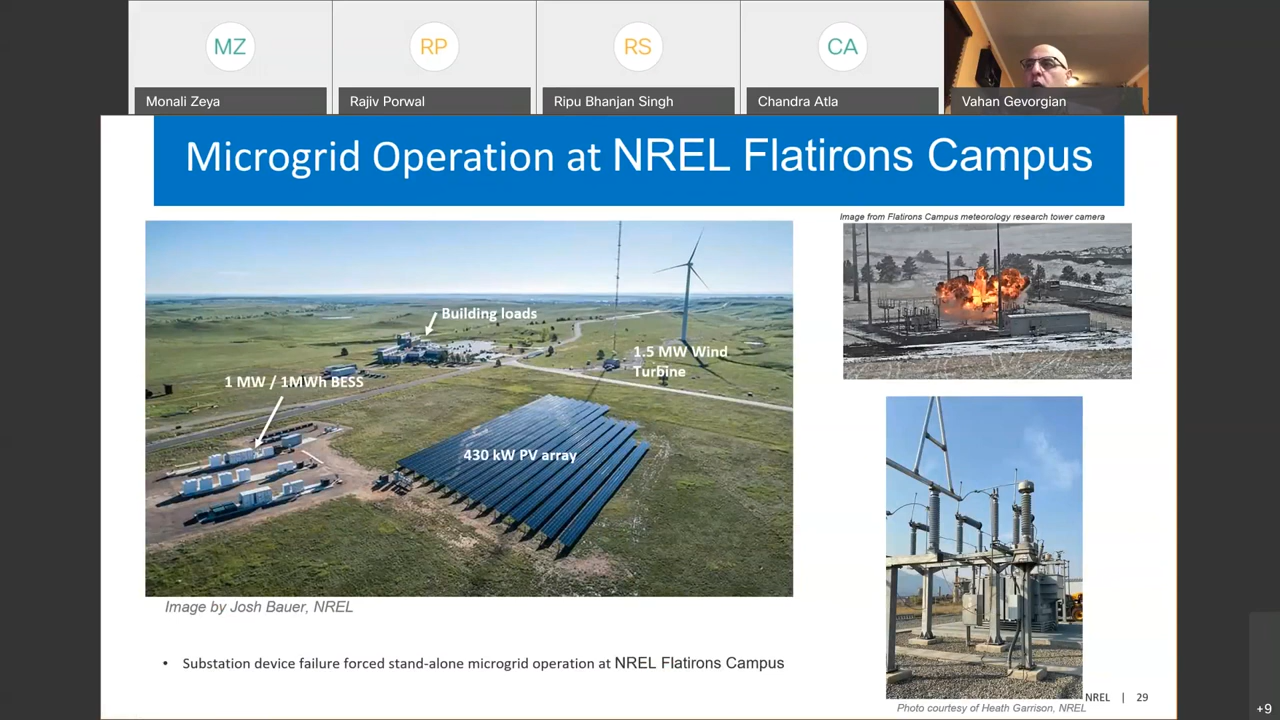 MZ
RP
RS
CA
Monali Zeya
Rajiv Porwal
Ripu Bhanjan Singh
Chandra Atla
Vahan Gevorgian
Microgrid Operation at NREL Flatirons Campus
Image from Flatirons Campus meteorology research tower camera
Building loads
1.5 MW Wind
Turbine
1 MW / 1MWh BESS
430 kW PV array
Image by Josh Bauer, NREL
• Substation device failure forced stand-alone microgrid operation at NREL Flatirons Campus
NREL | 29
Photo courtesy of Heath Garrison, NREL
+9